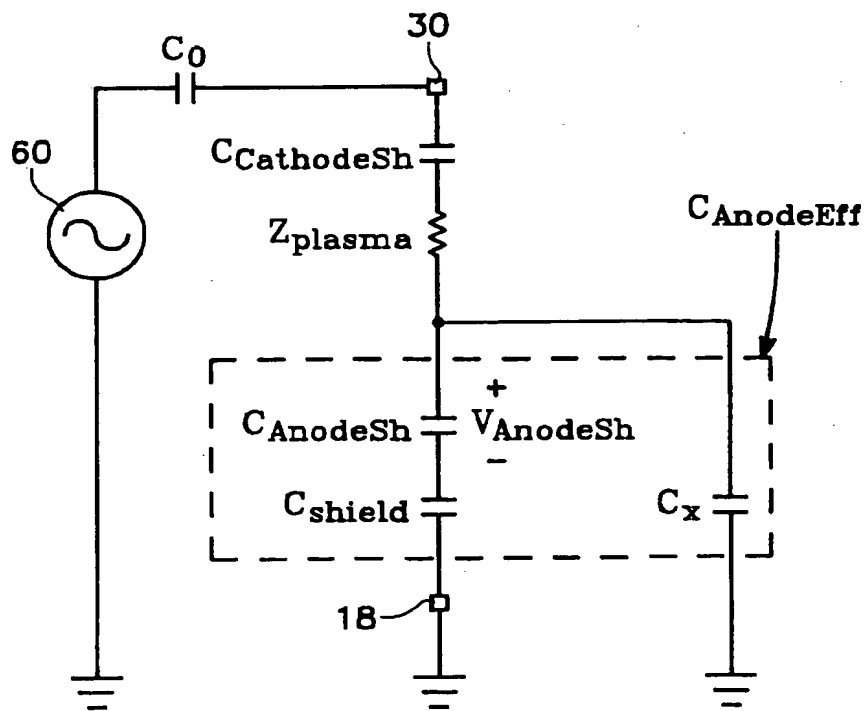 30
C0
60
CCathodeSh
Zplasma
CAnodeEff
+
CAnodeSh
VAnodeSh
−
Cshield
Cx
18